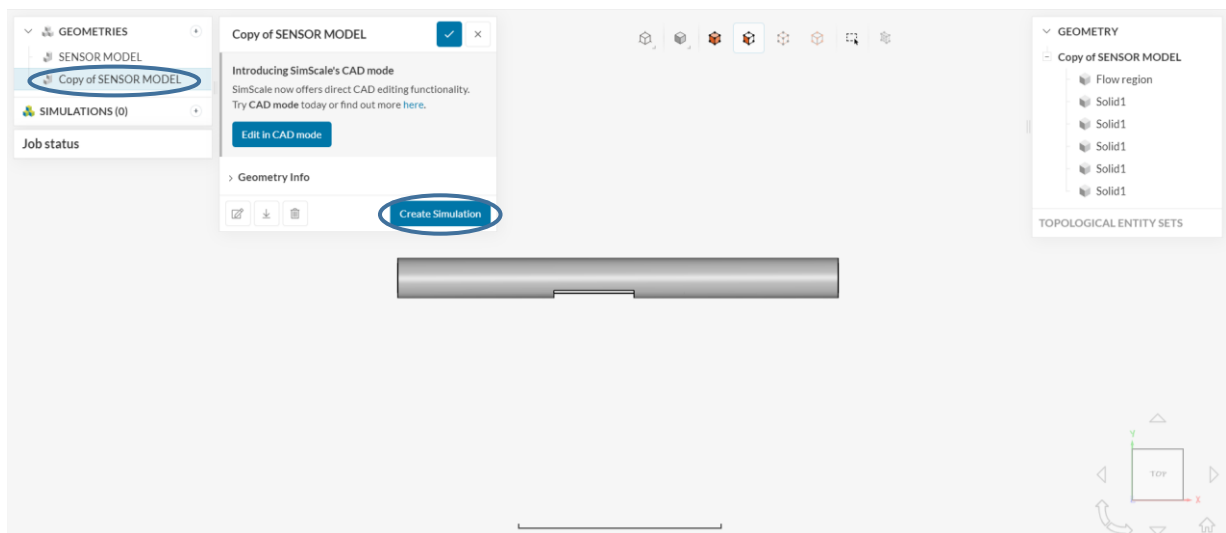 GEOMETRIES
SENSOR MODEL
Copy of SENSOR MODEL
SIMULATIONS (0)
Job status
Copy of SENSOR MODEL
Introducing SimScale's CAD mode
SimScale now offers direct CAD editing functionality.
Try CAD mode today or find out more here.
Edit in CAD mode
Geometry Info
Create Simulation
GEOMETRY
Copy of SENSOR MODEL
Flow region
Solid1
Solid1
Solid1
Solid1
Solid1
TOPOLOGICAL ENTITY SETS
Y
TOP
X